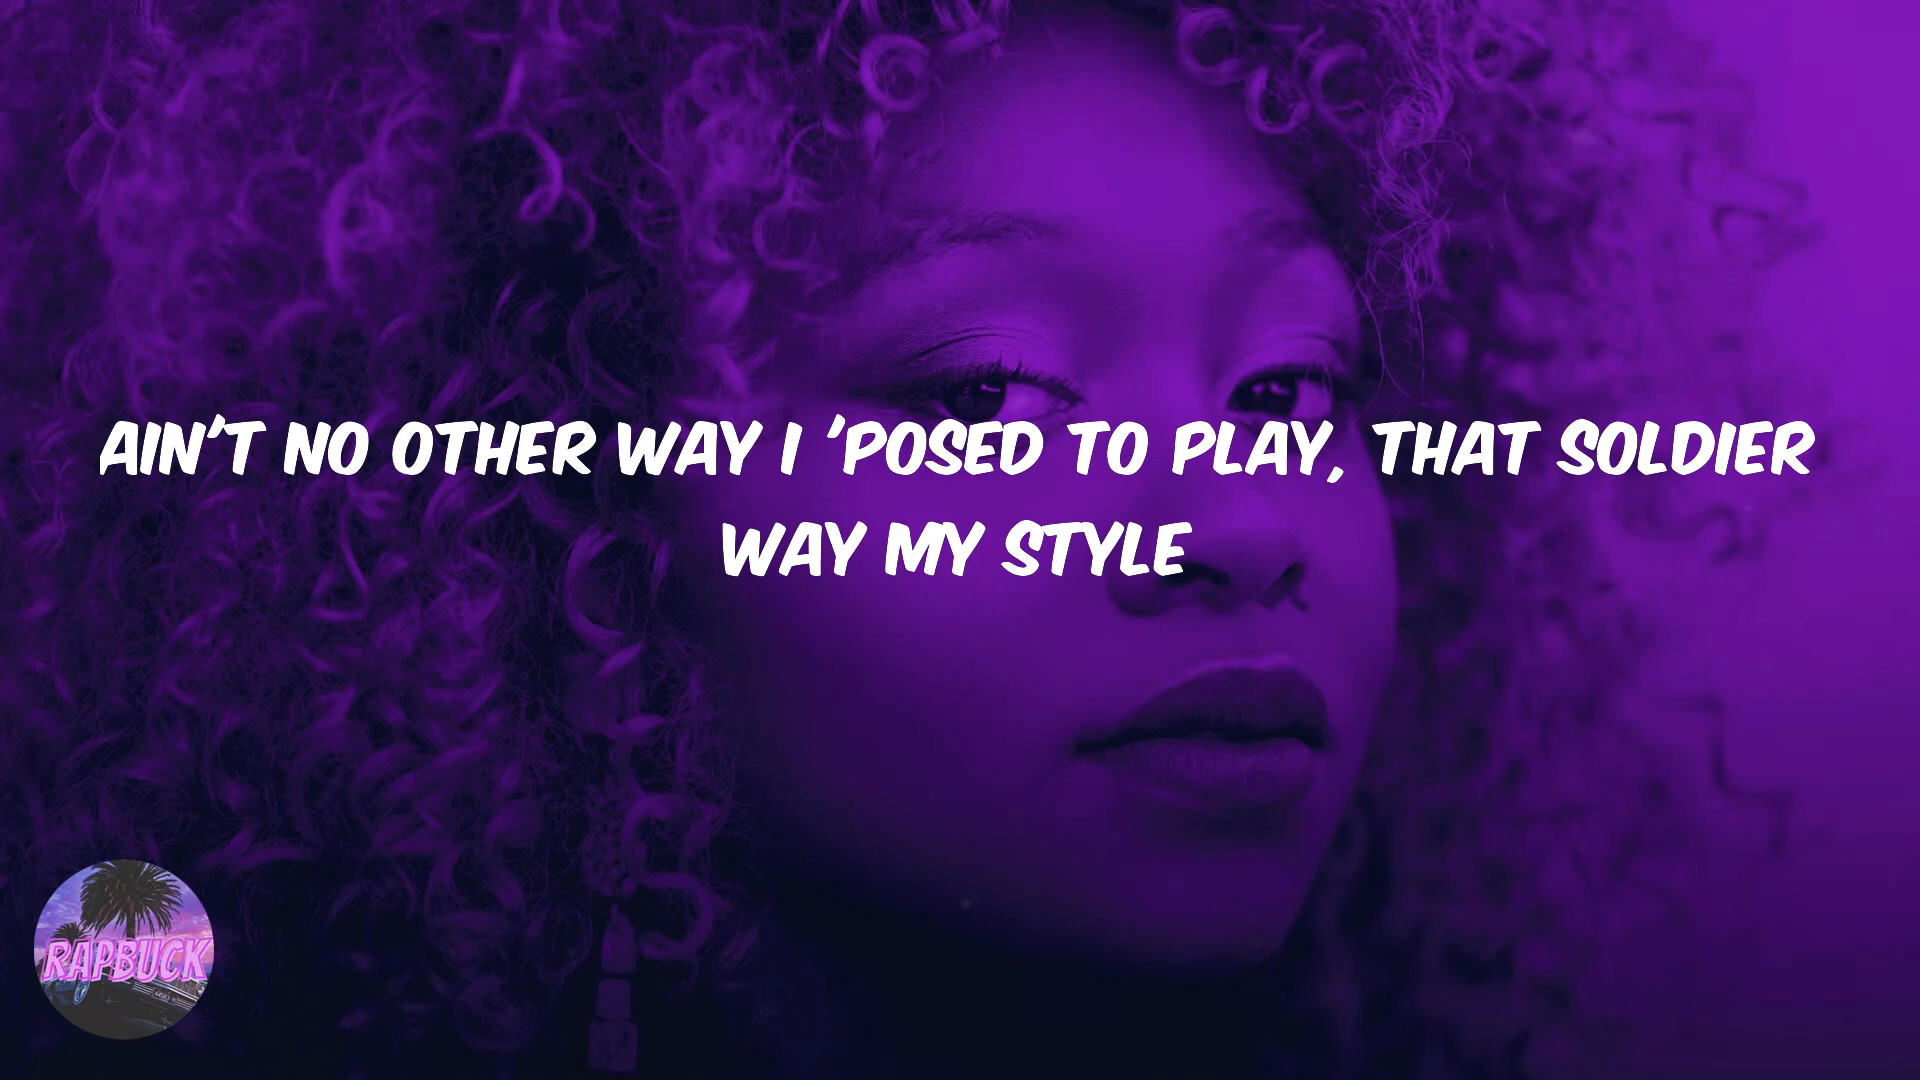 AIN'T NO OTHER WAY I 'POSED TO PLAY, THAT SOLDIER
WAY MY STYLE
RAPBUCK